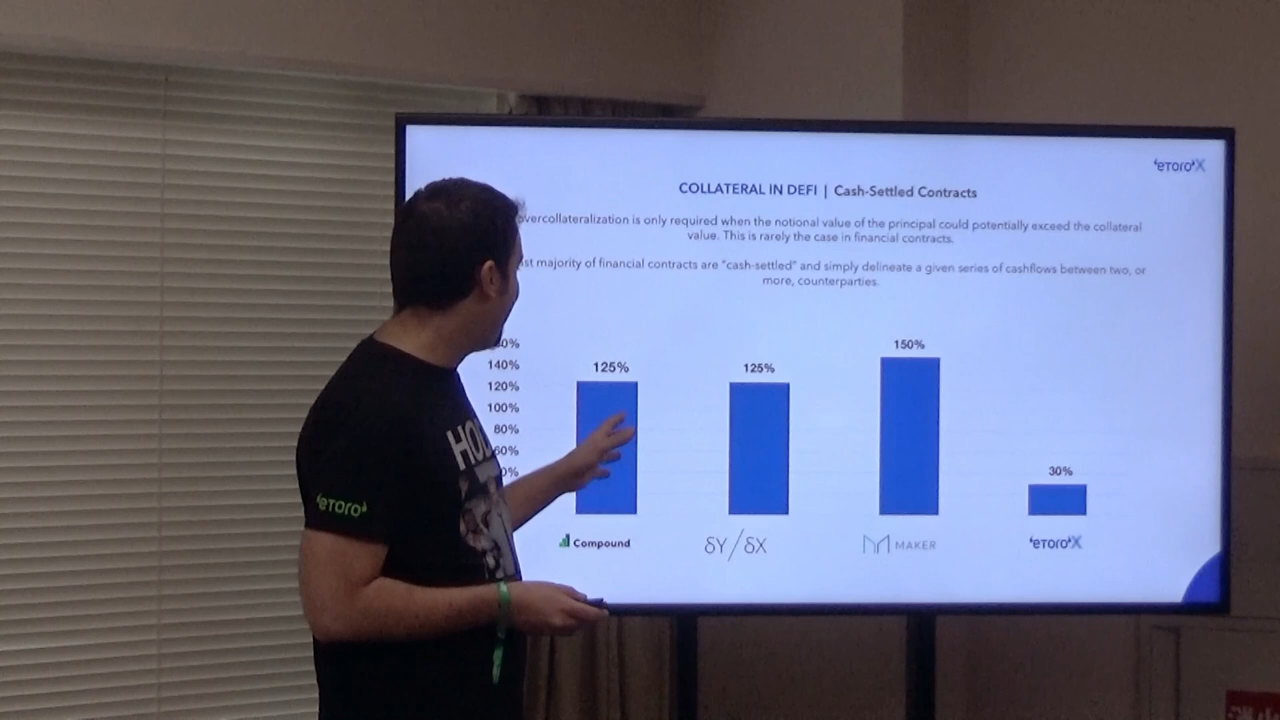 eToroX
COLLATERAL IN DEFI | Cash-Settled Contracts
overcollateralization is only required when the notional value of the principal could potentially exceed the collateral
value. This is rarely the case in financial contracts.
majority of financial contracts are "cash-settled" and simply delineate a given series of cashflows between two, or
more, counterparties.
140%
120%
100%
80%
60%
125%
125%
150%
30%
Compound
δY/δX
MAKER
eToroX
eToro